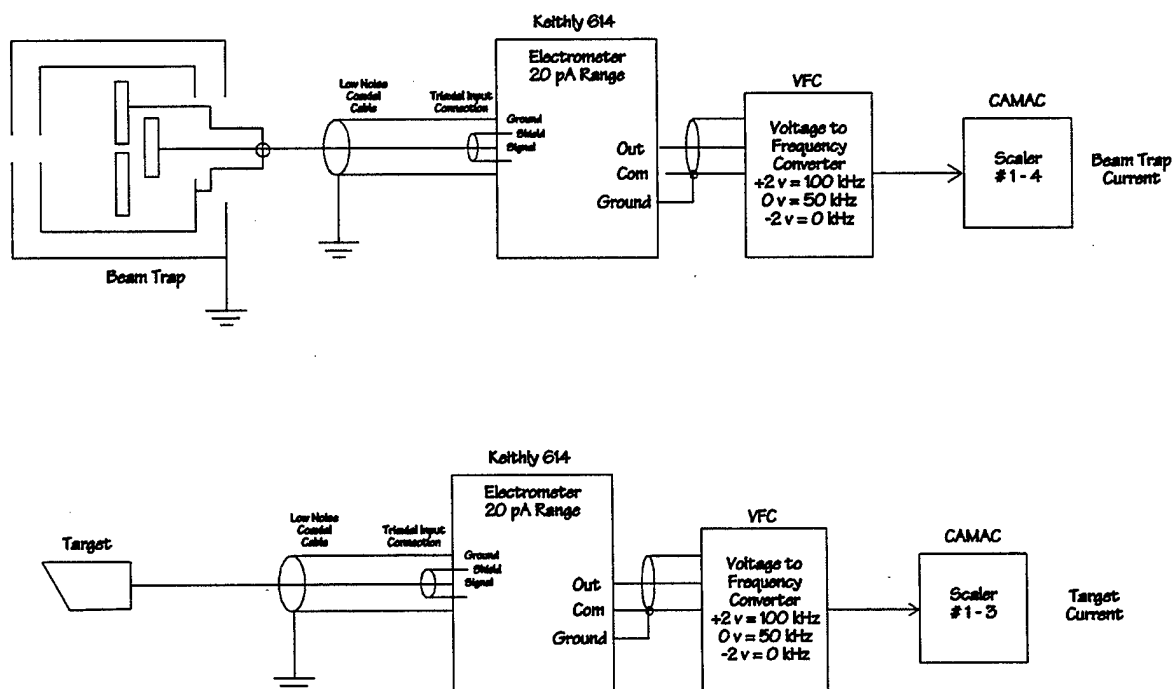 Keithly 614
Electrometer
20 pA Range
Low Noise
Coaxial
Cable
Triaxial Input
Connection
Ground
Shield
Signal
Out
Com
Ground
VFC
Voltage to
Frequency
Converter
+2 v = 100 kHz
0 v = 50 kHz
-2 v = 0 kHz
CAMAC
Scaler
#1 - 4
Beam Trap
Current
Beam Trap
Keithly 614
Electrometer
20 pA Range
Low Noise
Coaxial
Cable
Triaxial Input
Connection
Target
Ground
Shield
Signal
Out
Com
Ground
VFC
Voltage to
Frequency
Converter
+2 v = 100 kHz
0 v = 50 kHz
-2 v = 0 kHz
CAMAC
Scaler
#1 - 3
Target
Current